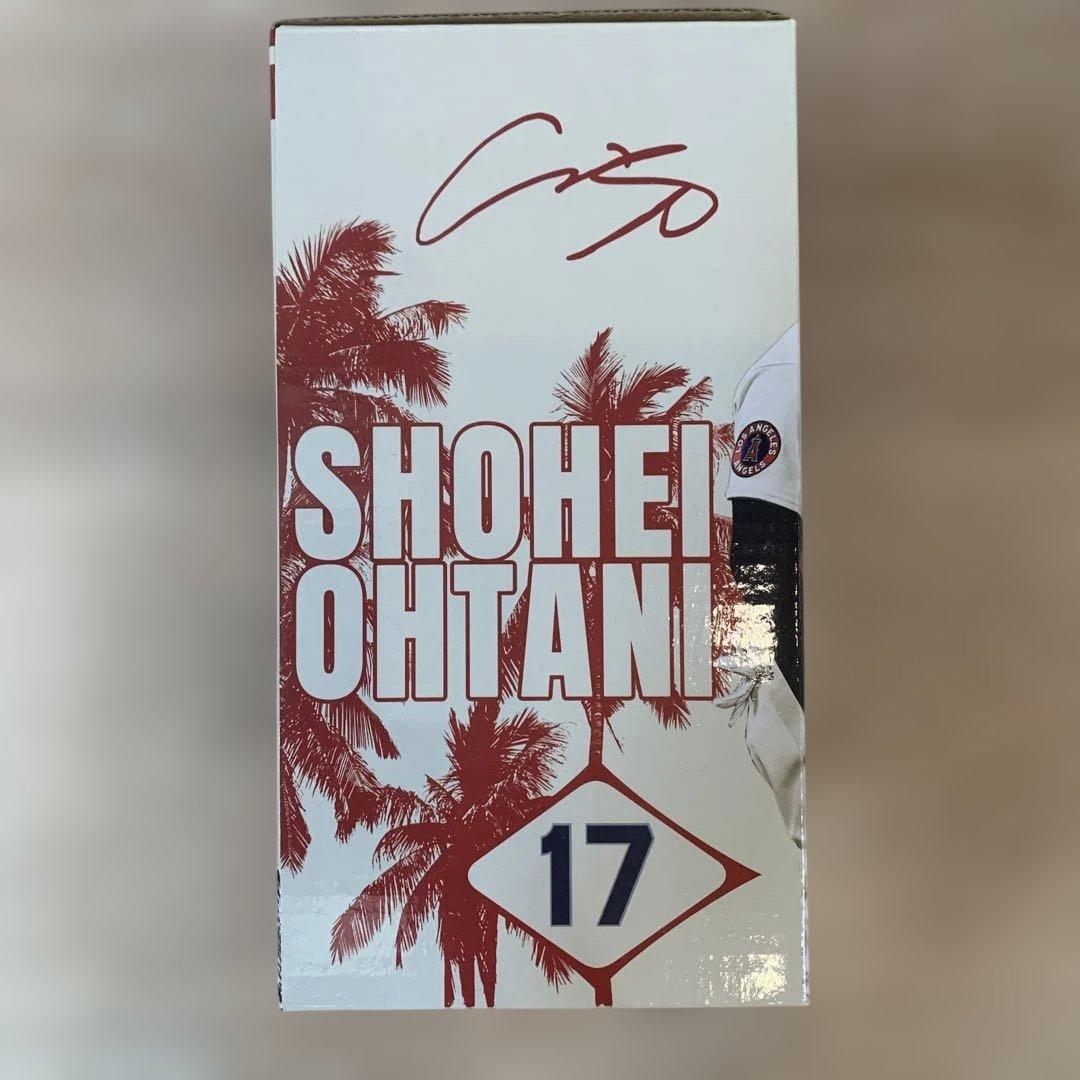 SHOHEI
LOS ANGELES
A
ANGELS
OHTANI
17